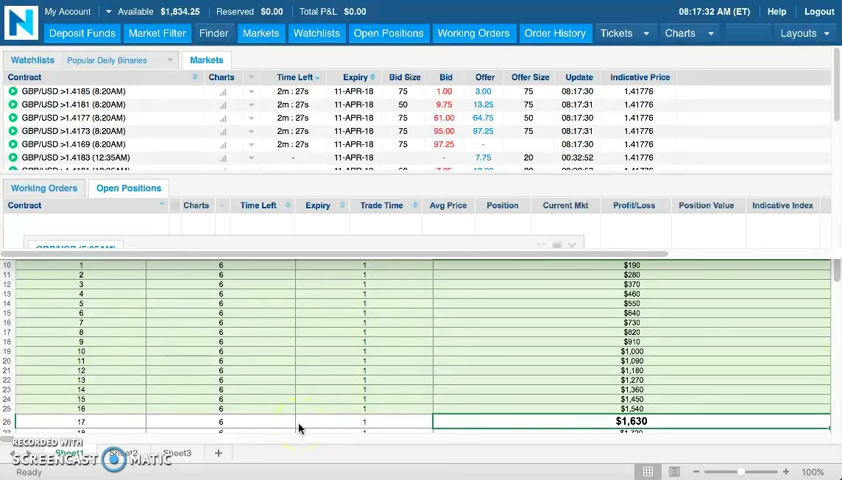 N My Account Available $1,834.25 Reserved $0.00 Total P&L $0.00 08:17:32 AM (ET) Help Logout
Deposit Funds Market Filter Finder Markets Watchlists Open Positions Working Orders Order History Tickets Charts Layouts
Watchlists Popular Daily Binaries Markets
Contract Charts Time Left Expiry Bid Size Bid Offer Offer Size Update Indicative Price
GBP/USD >1.4185 (8:20AM) 2m : 27s 11-APR-18 75 1.00 3.00 75 08:17:30 1.41776
GBP/USD >1.4181 (8:20AM) 2m : 27s 11-APR-18 50 9.75 13.25 75 08:17:31 1.41776
GBP/USD >1.4177 (8:20AM) 2m : 27s 11-APR-18 75 61.00 64.75 50 08:17:31 1.41776
GBP/USD >1.4173 (8:20AM) 2m : 27s 11-APR-18 75 95.00 97.25 75 08:17:31 1.41776
GBP/USD >1.4169 (8:20AM) 2m : 27s 11-APR-18 75 97.25 - 08:17:30 1.41776
GBP/USD >1.4183 (12:35AM) - 11-APR-18 - 7.75 20 00:32:52 1.41776
Working Orders Open Positions
Contract Charts Time Left Expiry Trade Time Avg Price Position Current Mkt Profit/Loss Position Value Indicative Index
10 1 6 1 $190
11 2 6 1 $280
12 3 6 1 $370
13 4 6 1 $460
14 5 6 1 $550
15 6 6 1 $640
16 7 6 1 $730
17 8 6 1 $820
18 9 6 1 $910
19 10 6 1 $1,000
20 11 6 1 $1,090
21 12 6 1 $1,180
22 13 6 1 $1,270
23 14 6 1 $1,360
24 15 6 1 $1,450
25 16 6 1 $1,540
26 17 6 1 $1,630
RECORDED WITH
SCREENCAST MATIC
Sheet1 Sheet2 Sheet3 +
Ready 100%